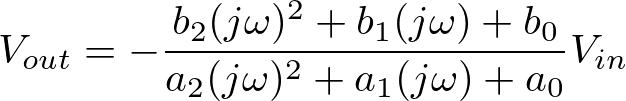 $V_{out} = -\frac{b_2(j\omega)^2 + b_1(j\omega) + b_0}{a_2(j\omega)^2 + a_1(j\omega) + a_0} V_{in}$